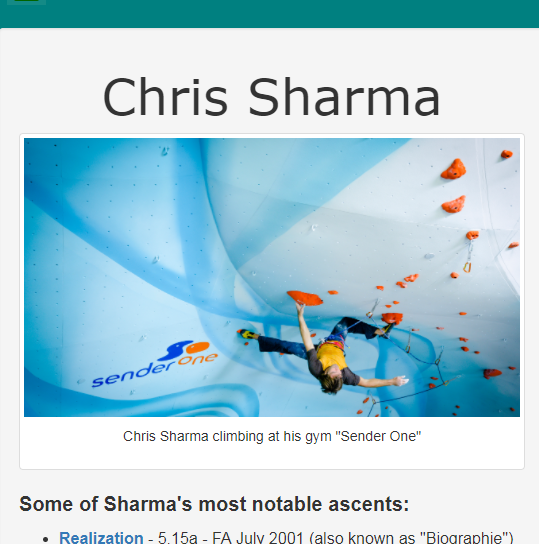 Chris Sharma
sender one
Chris Sharma climbing at his gym "Sender One"
Some of Sharma's most notable ascents:
Realization - 5.15a - FA July 2001 (also known as "Biographie")